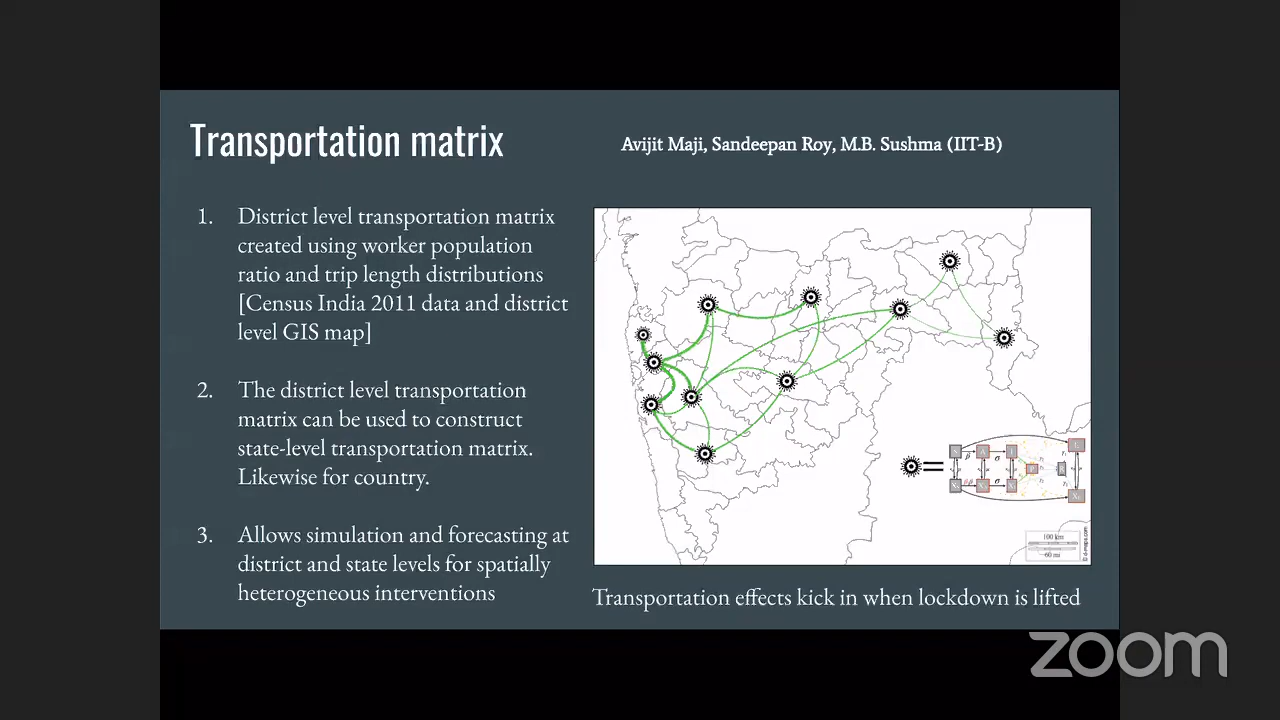 Transportation matrix
Avijit Maji, Sandeepan Roy, M.B. Sushma (IIT-B)
1. District level transportation matrix
created using worker population
ratio and trip length distributions
[Census India 2011 data and district
level GIS map]
2. The district level transportation
matrix can be used to construct
state-level transportation matrix.
Likewise for country.
3. Allows simulation and forecasting at
district and state levels for spatially
heterogeneous interventions
=
β σ
100 km
60 mi
Transportation effects kick in when lockdown is lifted
zoom